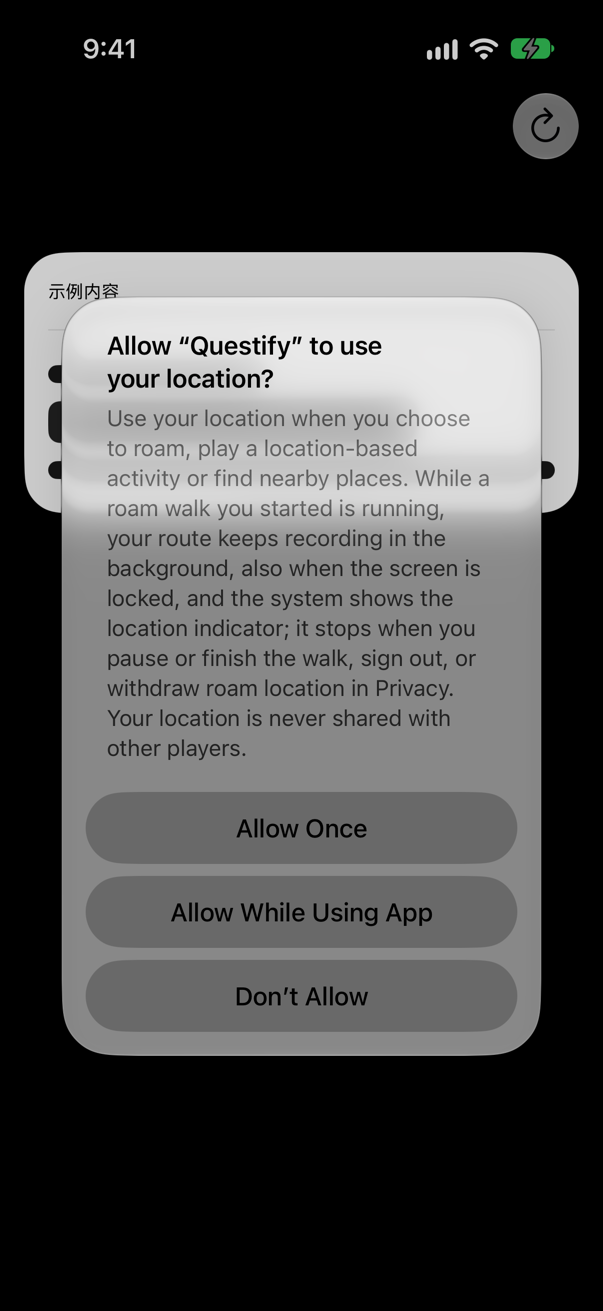 9:41
示例内容
Allow “Questify” to use
your location?
Use your location when you choose
to roam, play a location-based
activity or find nearby places. While a
roam walk you started is running,
your route keeps recording in the
background, also when the screen is
locked, and the system shows the
location indicator; it stops when you
pause or finish the walk, sign out, or
withdraw roam location in Privacy.
Your location is never shared with
other players.
Allow Once
Allow While Using App
Don’t Allow